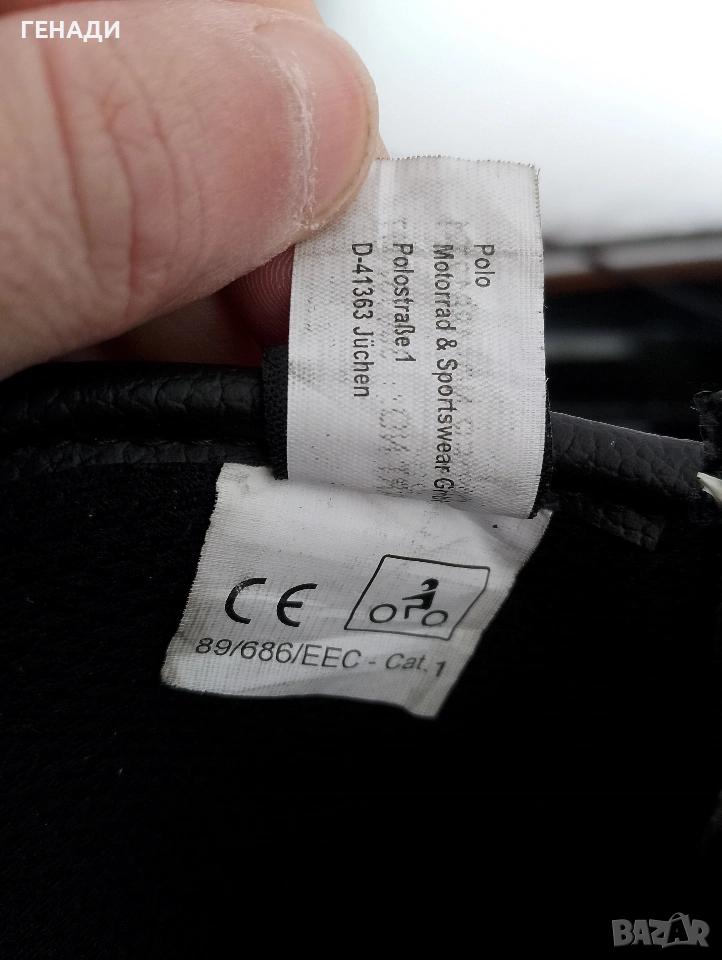 ГЕНАДИ
Polo
Motorrad & Sportswear
Polostraße 1
D-41363 Jüchen
CE
89/686/EEC - Cat. 1
BAZAR